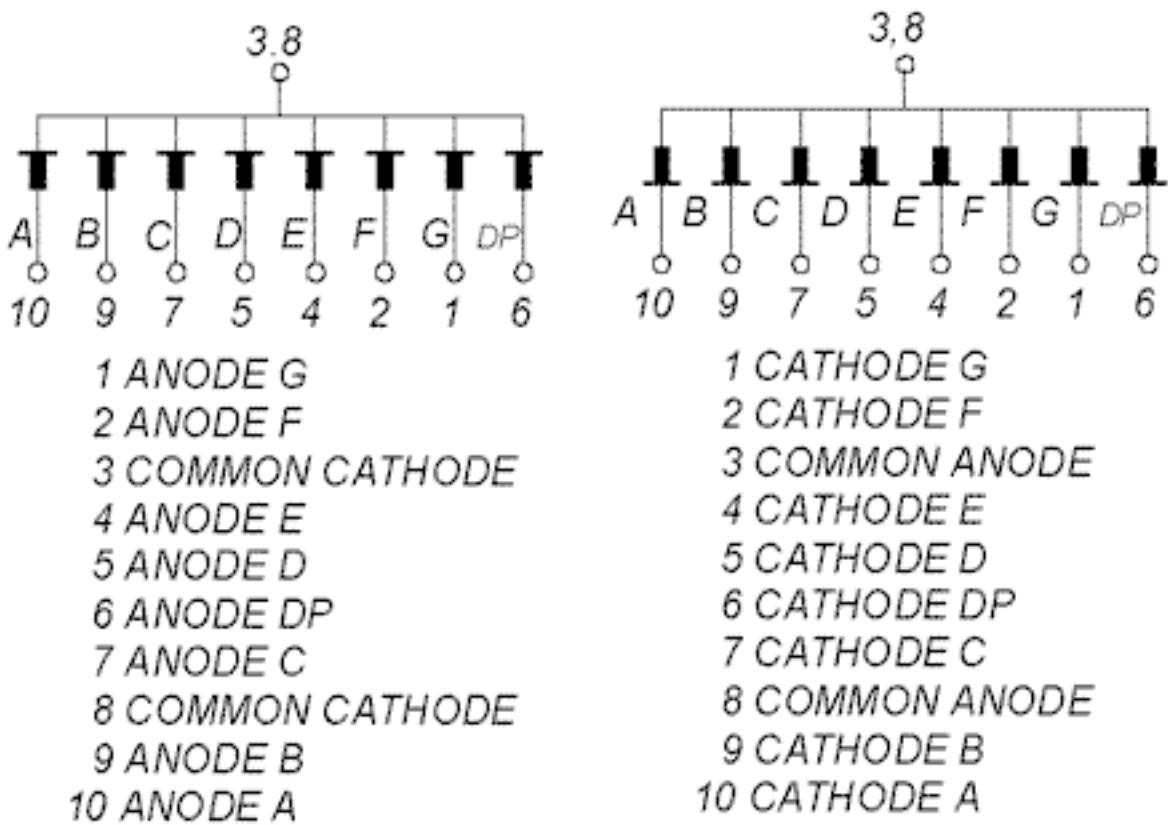 3.8
A B C D E F G DP
10 9 7 5 4 2 1 6
1 ANODE G
2 ANODE F
3 COMMON CATHODE
4 ANODE E
5 ANODE D
6 ANODE DP
7 ANODE C
8 COMMON CATHODE
9 ANODE B
10 ANODE A
3,8
A B C D E F G DP
10 9 7 5 4 2 1 6
1 CATHODE G
2 CATHODE F
3 COMMON ANODE
4 CATHODE E
5 CATHODE D
6 CATHODE DP
7 CATHODE C
8 COMMON ANODE
9 CATHODE B
10 CATHODE A